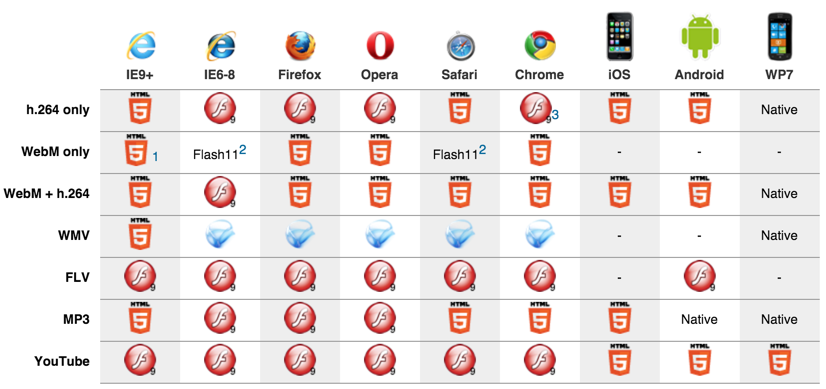 IE9+ IE6-8 Firefox Opera Safari Chrome iOS Android WP7
h.264 only HTML 5 9 9 9 HTML 5 9 3 HTML 5 HTML 5 Native
WebM only HTML 5 1 Flash11 2 HTML 5 HTML 5 Flash11 2 HTML 5 - - -
WebM + h.264 HTML 5 9 HTML 5 HTML 5 HTML 5 HTML 5 HTML 5 HTML 5 Native
WMV HTML 5 - - Native
FLV 9 9 9 9 9 9 - 9 -
MP3 HTML 5 9 9 9 HTML 5 HTML 5 HTML 5 Native Native
YouTube 9 9 9 9 9 9 HTML 5 HTML 5 HTML 5